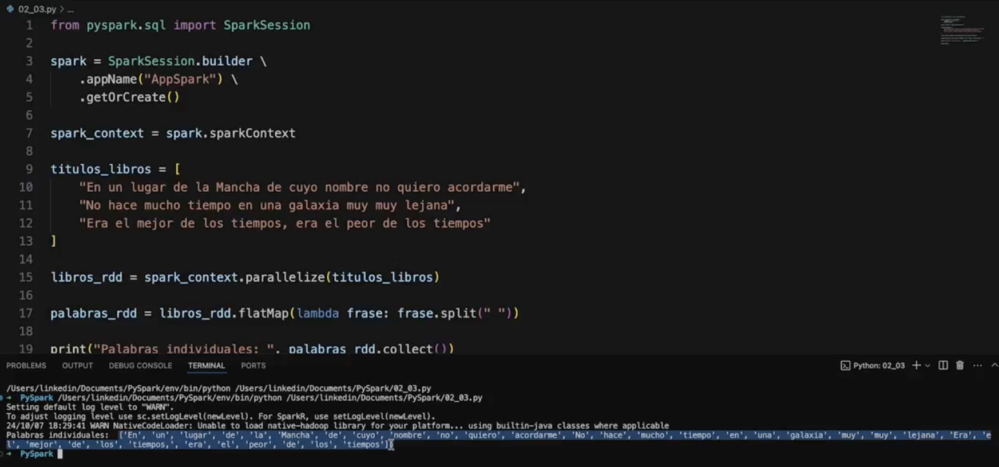 02_03.py > ...
1 from pyspark.sql import SparkSession
2
3 spark = SparkSession.builder \
4     .appName("AppSpark") \
5     .getOrCreate()
6
7 spark_context = spark.sparkContext
8
9 titulos_libros = [
10     "En un lugar de la Mancha de cuyo nombre no quiero acordarme",
11     "No hace mucho tiempo en una galaxia muy muy lejana",
12     "Era el mejor de los tiempos, era el peor de los tiempos"
13 ]
14
15 libros_rdd = spark_context.parallelize(titulos_libros)
16
17 palabras_rdd = libros_rdd.flatMap(lambda frase: frase.split(" "))
18
19 print("Palabras individuales: ", palabras_rdd.collect())
PROBLEMS OUTPUT DEBUG CONSOLE TERMINAL PORTS Python: 02_03
/Users/linkedin/Documents/PySpark/env/bin/python /Users/linkedin/Documents/PySpark/02_03.py
→ PySpark /Users/linkedin/Documents/PySpark/env/bin/python /Users/linkedin/Documents/PySpark/02_03.py
Setting default log level to "WARN".
To adjust logging level use sc.setLogLevel(newLevel). For SparkR, use setLogLevel(newLevel).
24/10/07 18:29:41 WARN NativeCodeLoader: Unable to load native-hadoop library for your platform... using builtin-java classes where applicable
Palabras individuales:  ['En', 'un', 'lugar', 'de', 'la', 'Mancha', 'de', 'cuyo', 'nombre', 'no', 'quiero', 'acordarme', 'No', 'hace', 'mucho', 'tiempo', 'en', 'una', 'galaxia', 'muy', 'muy', 'lejana', 'Era', 'e
l', 'mejor', 'de', 'los', 'tiempos,', 'era', 'el', 'peor', 'de', 'los', 'tiempos']
→ PySpark